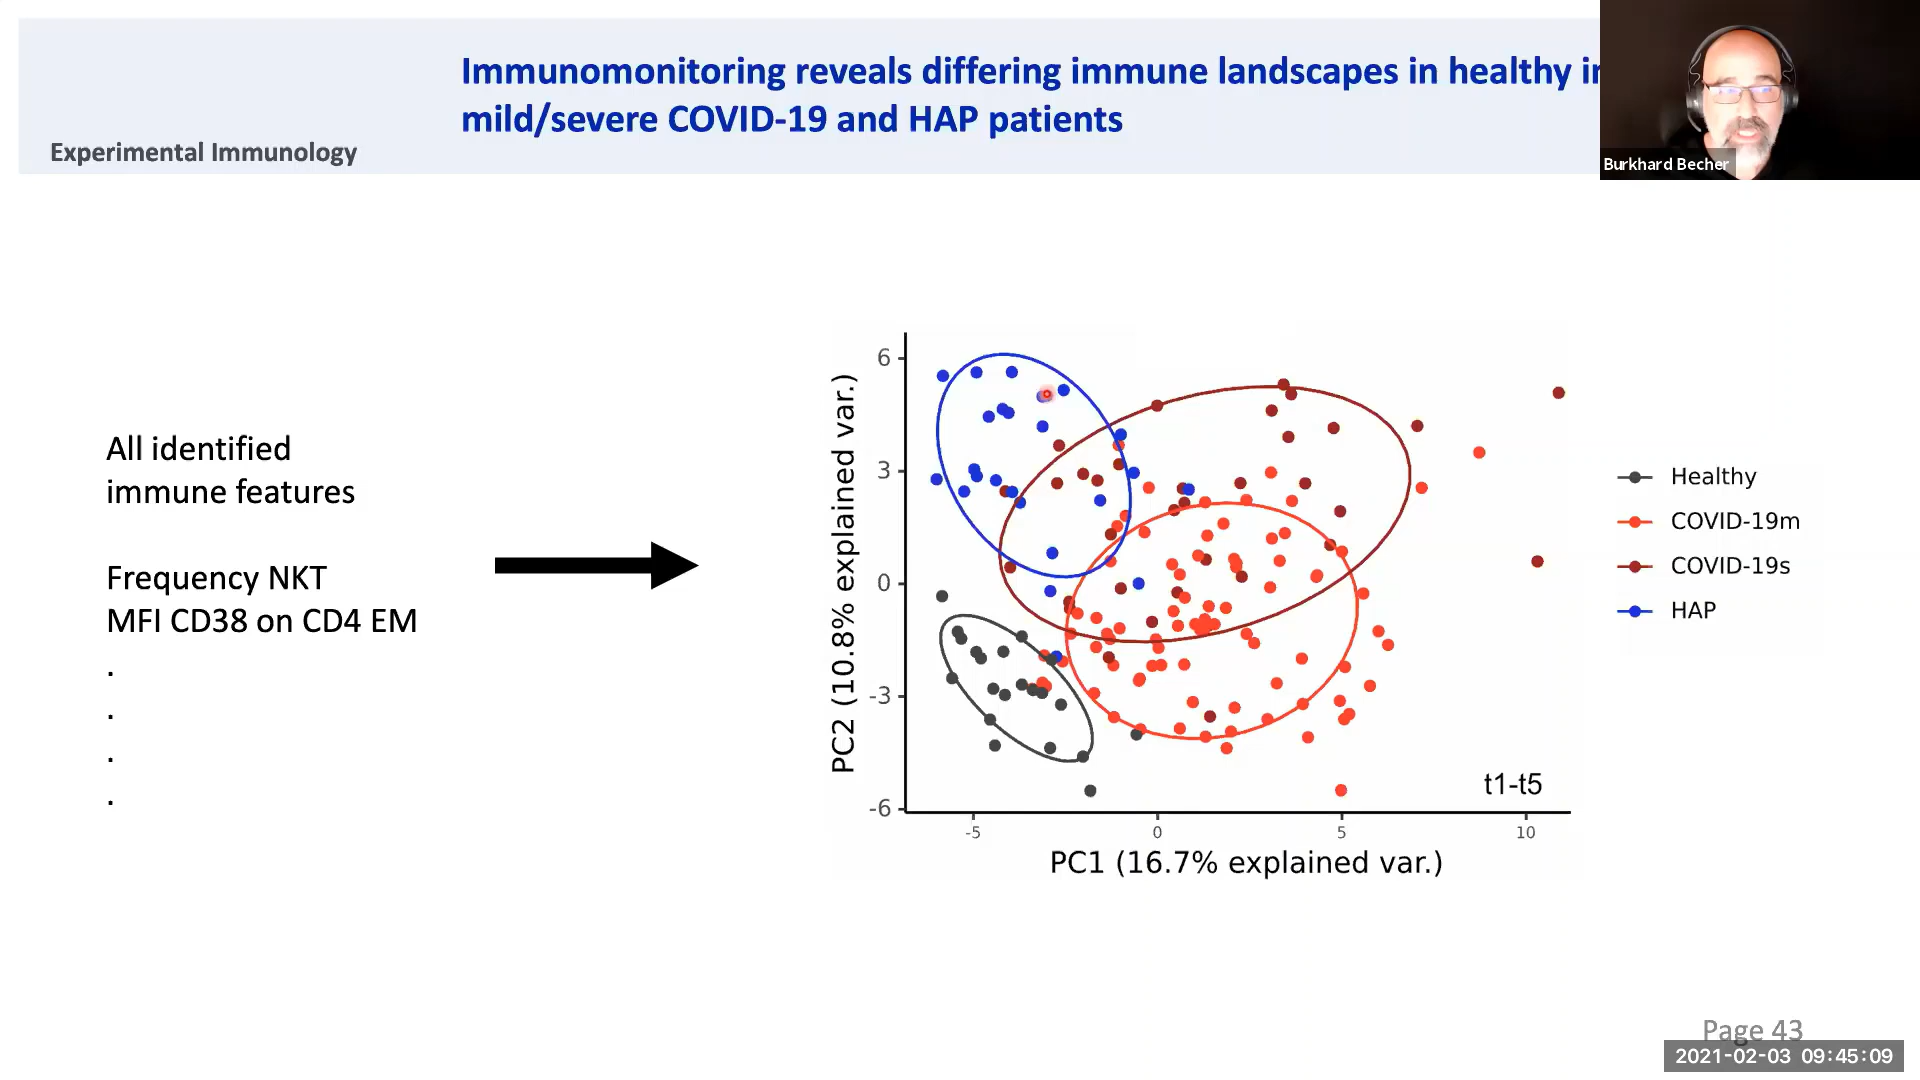 Immunomonitoring reveals differing immune landscapes in healthy
mild/severe COVID-19 and HAP patients
Experimental Immunology
Burkhard Becher
All identified
immune features
Frequency NKT
MFI CD38 on CD4 EM
.
.
.
.
6
3
0
-3
-6
PC2 (10.8% explained var.)
-5 0 5 10
PC1 (16.7% explained var.)
t1-t5
Healthy
COVID-19m
COVID-19s
HAP
Page 43
2021-02-03 09:45:09